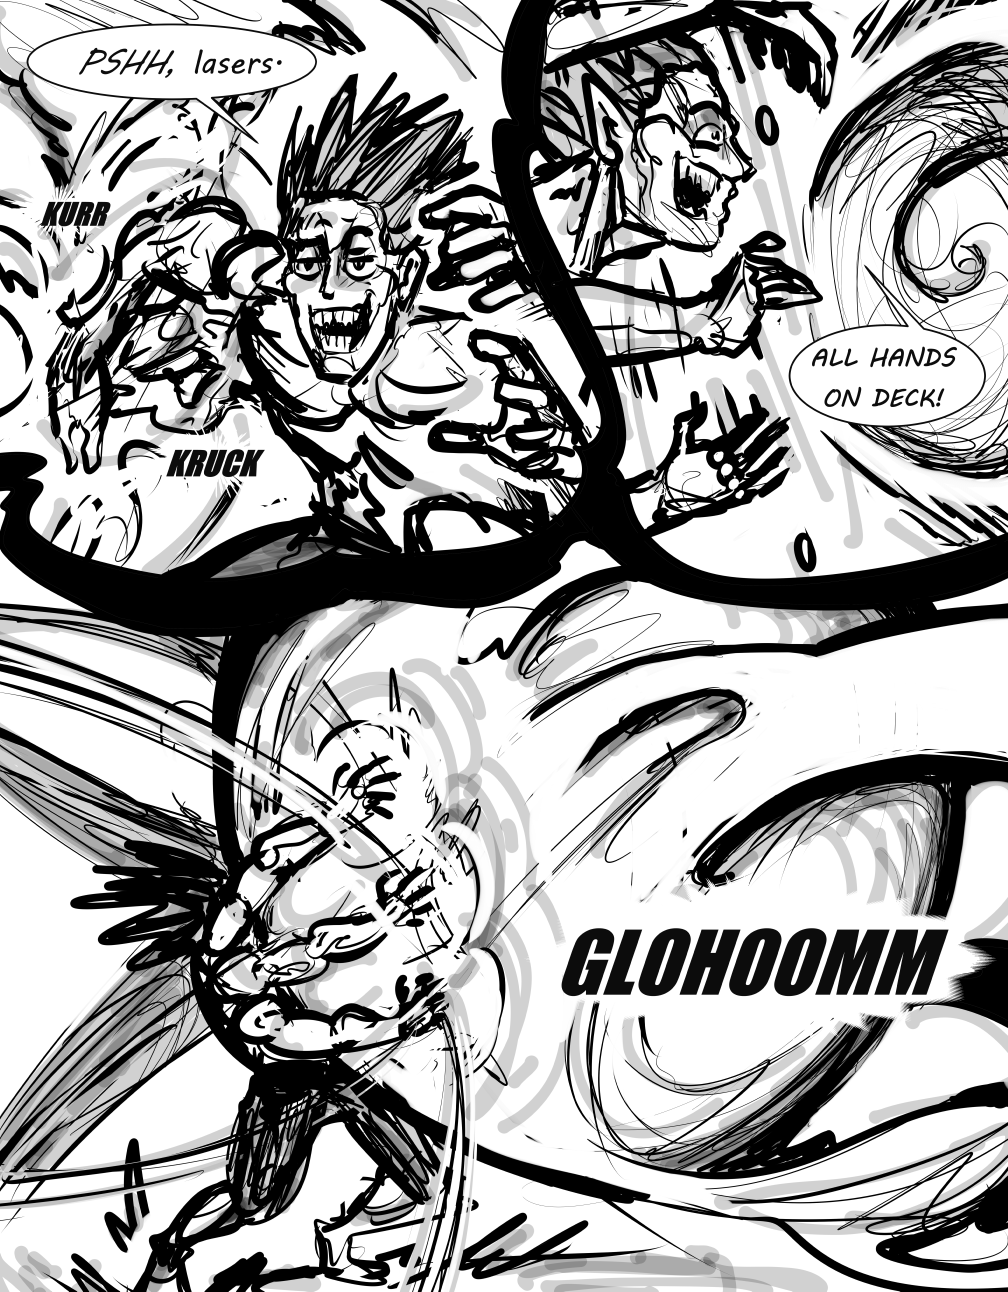 PSHH, lasers.
KURR
KRUCK
ALL HANDS
ON DECK!
GLOHOOMM